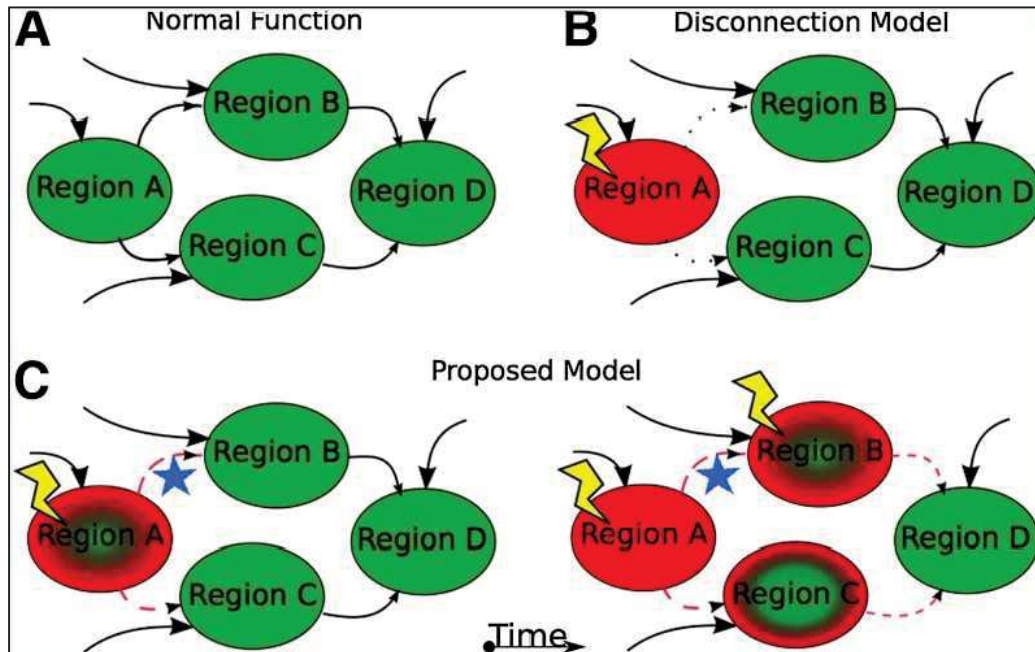 A
Normal Function
Region A
Region B
Region C
Region D
B
Disconnection Model
Region A
Region B
Region C
Region D
C
Proposed Model
Region A
Region B
Region C
Region D
Time
Region A
Region B
Region C
Region D